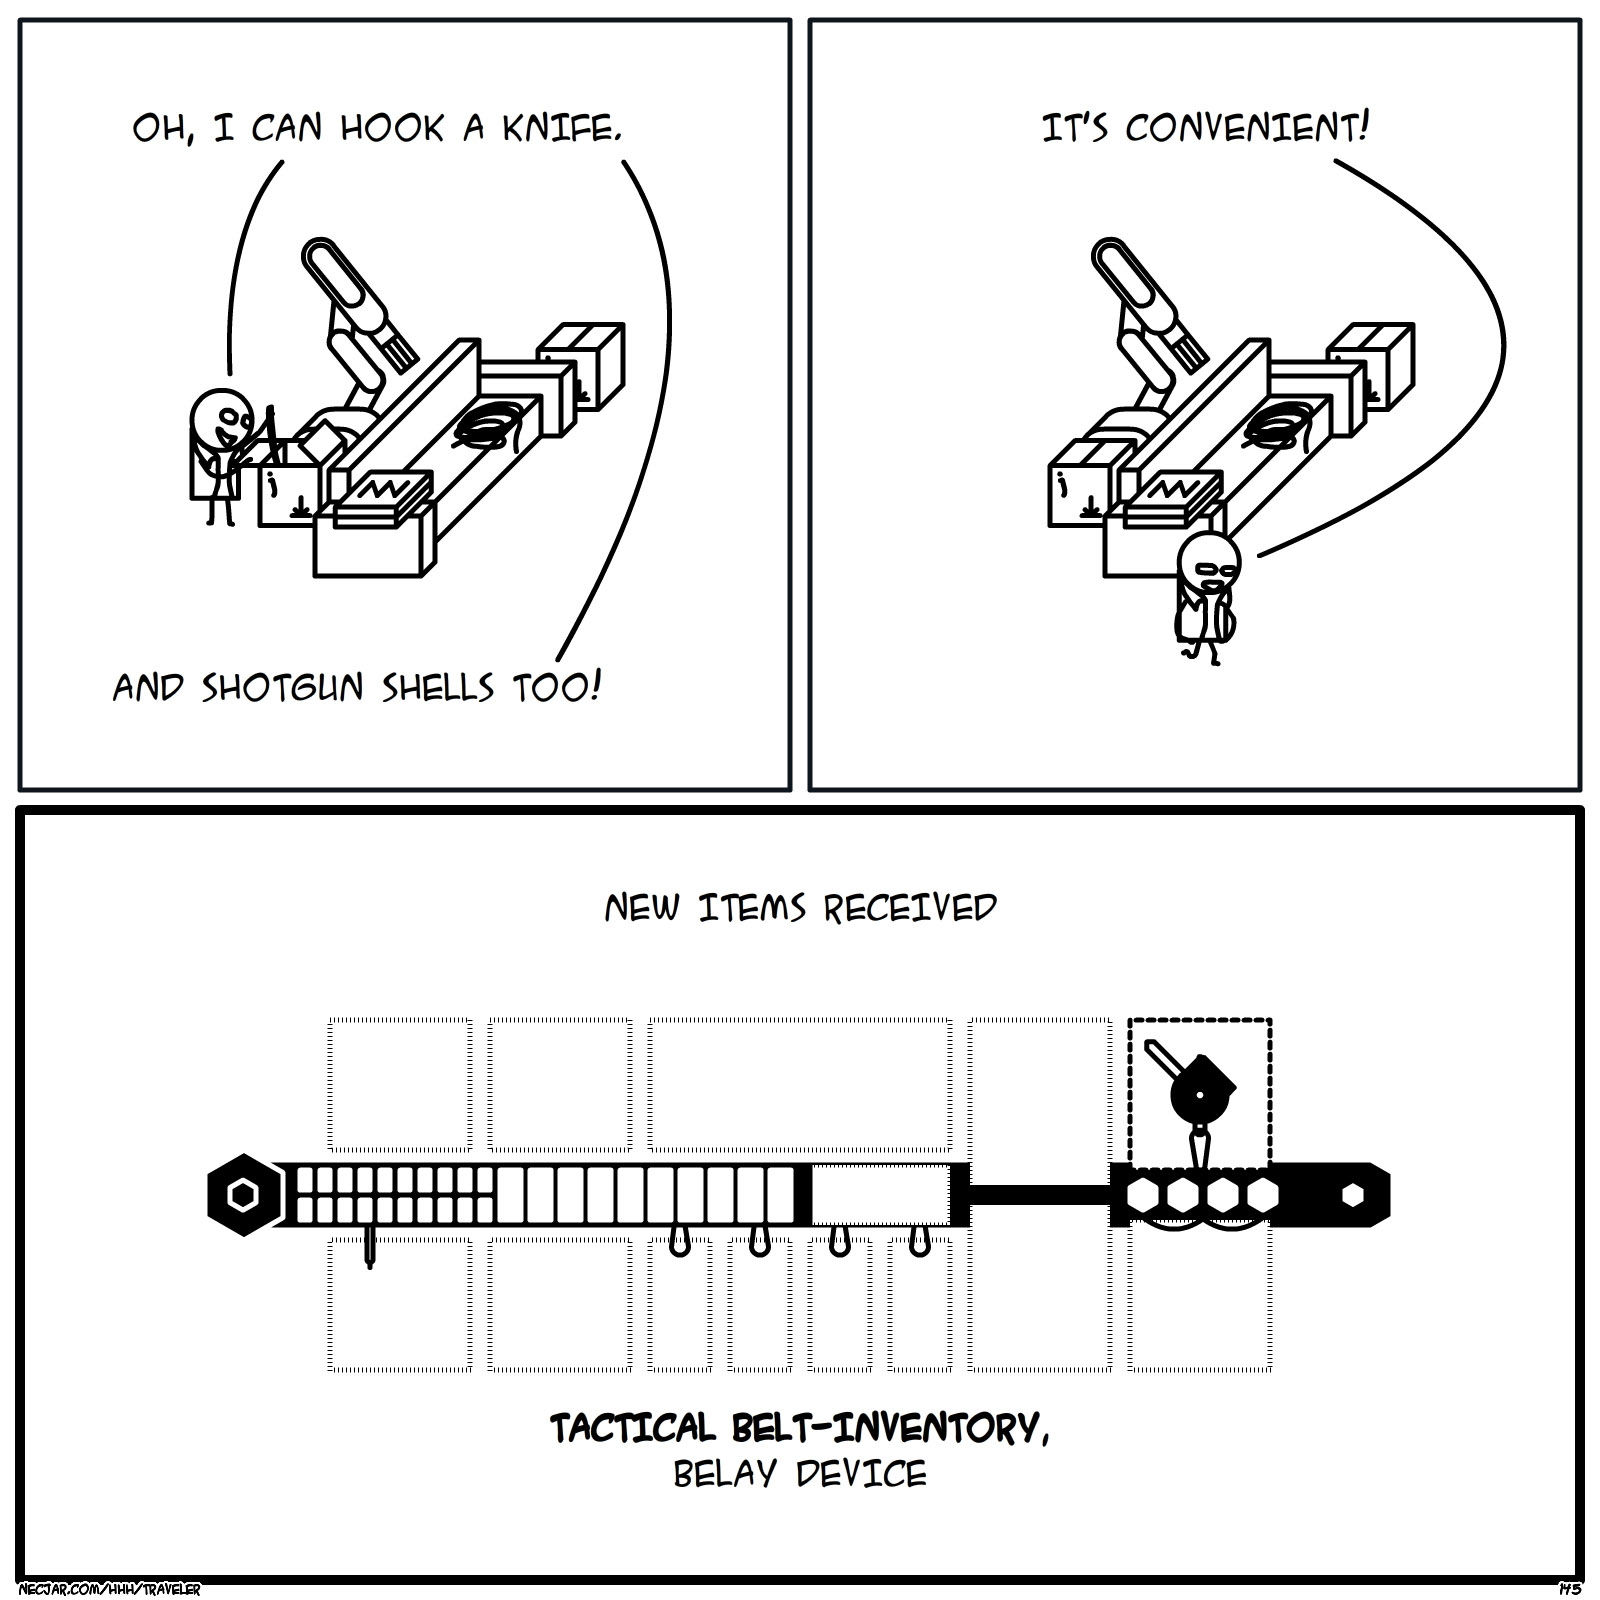 OH, I CAN HOOK A KNIFE.
AND SHOTGUN SHELLS TOO!
IT'S CONVENIENT!
NEW ITEMS RECEIVED
TACTICAL BELT-INVENTORY,
BELAY DEVICE
NECJAR.COM/HHH/TRAVELER
145